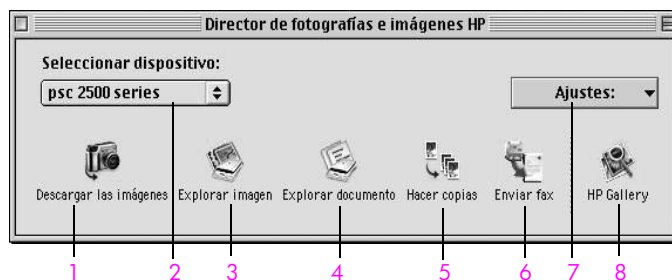 Director de fotografías e imágenes HP
Seleccionar dispositivo:
psc 2500 series
Ajustes:
Descargar las imágenes
Explorar imagen
Explorar documento
Hacer copias
Enviar fax
HP Gallery
1 2 3 4 5 6 7 8